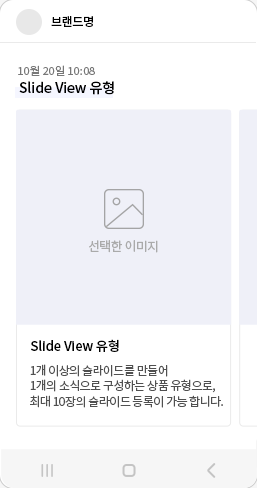 브랜드명
10월 20일 10:08
Slide View 유형
선택한 이미지
Slide View 유형
1개 이상의 슬라이드를 만들어
1개의 소식으로 구성하는 상품 유형으로,
최대 10장의 슬라이드 등록이 가능 합니다.